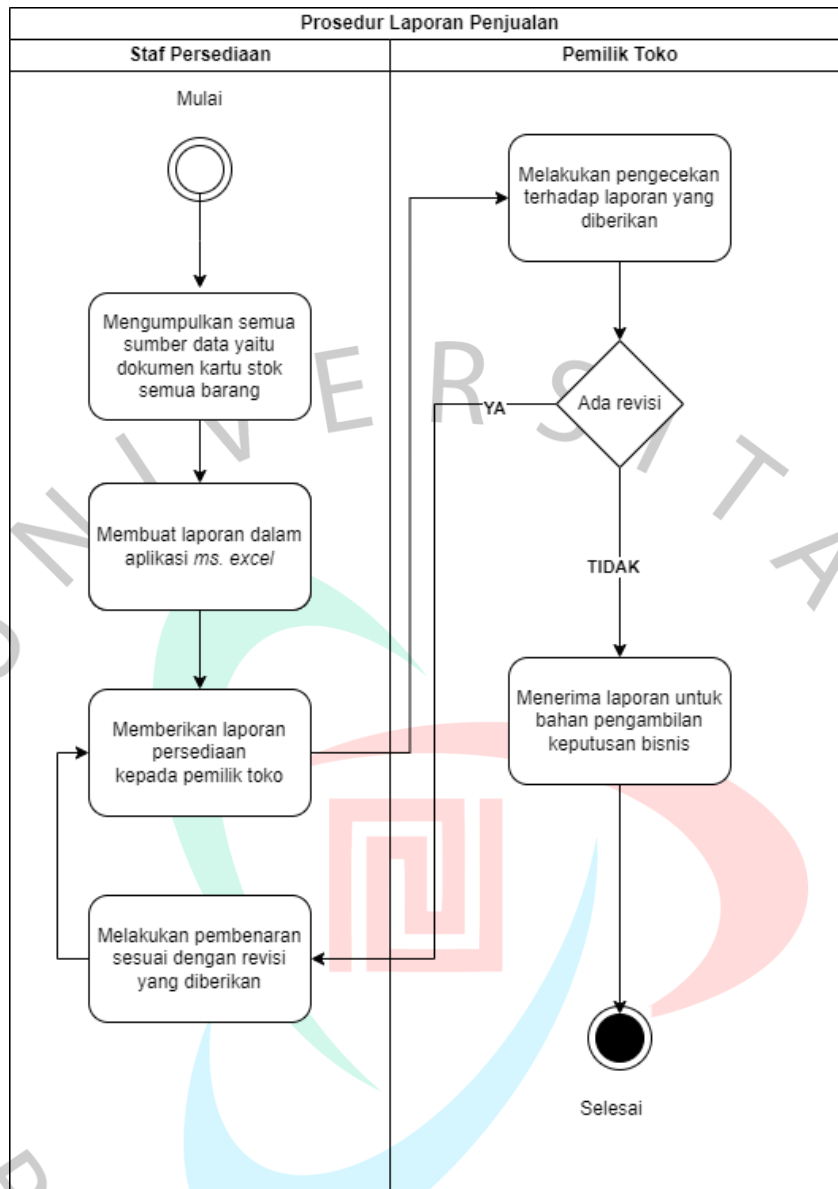 Prosedur Laporan Penjualan
Staf Persediaan
Pemilik Toko
Mulai
Mengumpulkan semua
sumber data yaitu
dokumen kartu stok
semua barang
Membuat laporan dalam
aplikasi ms. excel
Memberikan laporan
persediaan
kepada pemilik toko
Melakukan pembenaran
sesuai dengan revisi
yang diberikan
Melakukan pengecekan
terhadap laporan yang
diberikan
Ada revisi
YA
TIDAK
Menerima laporan untuk
bahan pengambilan
keputusan bisnis
Selesai
NIVERSITA